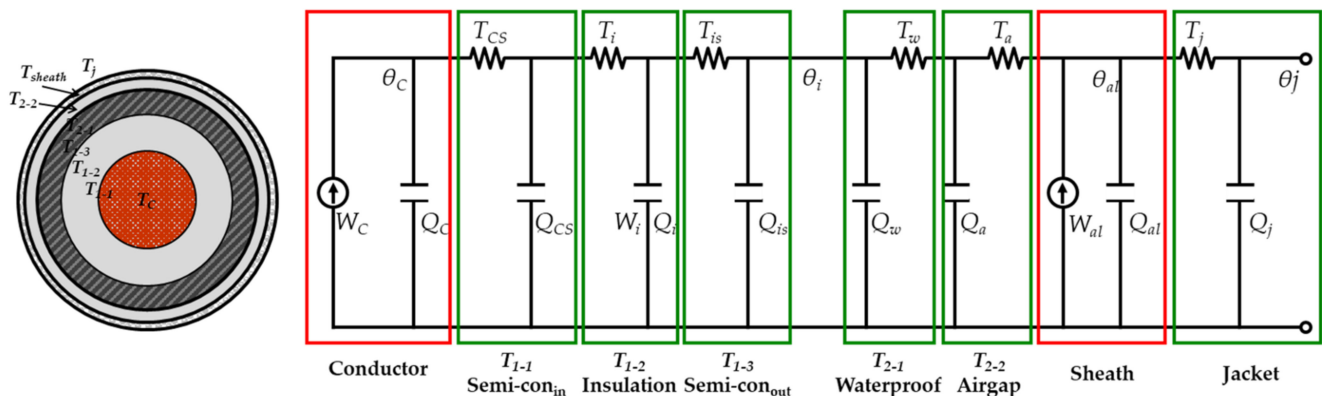 T_sheath
T_j
T_2-2
T_2-1
T_1-3
T_1-2
T_1-1
T_C
T_CS
T_i
T_is
T_w
T_a
T_j
θ_C
θ_i
θ_al
θj
W_C
Q_C
Q_CS
W_i
Q_i
Q_is
Q_w
Q_a
W_al
Q_al
Q_j
Conductor
T_1-1
Semi-con_in
T_1-2
Insulation
T_1-3
Semi-con_out
T_2-1
Waterproof
T_2-2
Airgap
Sheath
Jacket